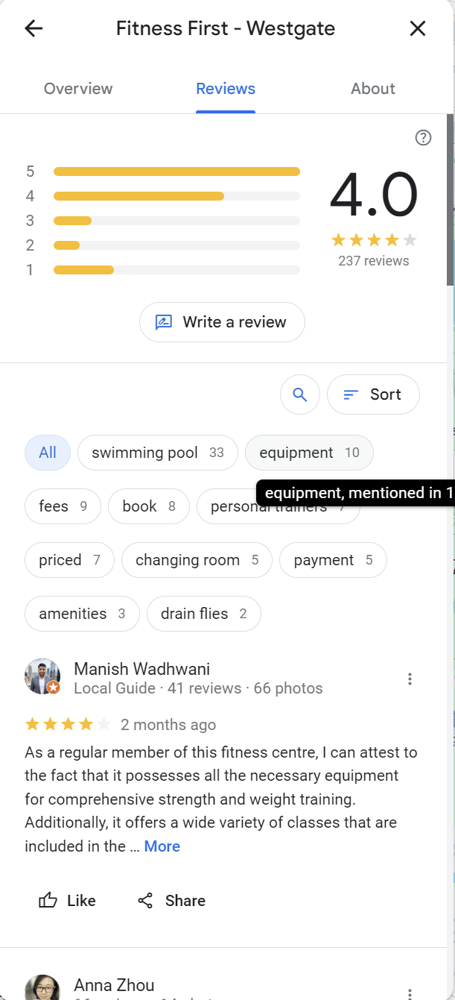 Fitness First - Westgate
Overview
Reviews
About
5
4
3
2
1
4.0
237 reviews
Write a review
Sort
All
swimming pool 33
equipment 10
equipment, mentioned in 1
fees 9
book 8
personal trainers 7
priced 7
changing room 5
payment 5
amenities 3
drain flies 2
Manish Wadhwani
Local Guide · 41 reviews · 66 photos
2 months ago
As a regular member of this fitness centre, I can attest to
the fact that it possesses all the necessary equipment
for comprehensive strength and weight training.
Additionally, it offers a wide variety of classes that are
included in the … More
Like
Share
Anna Zhou